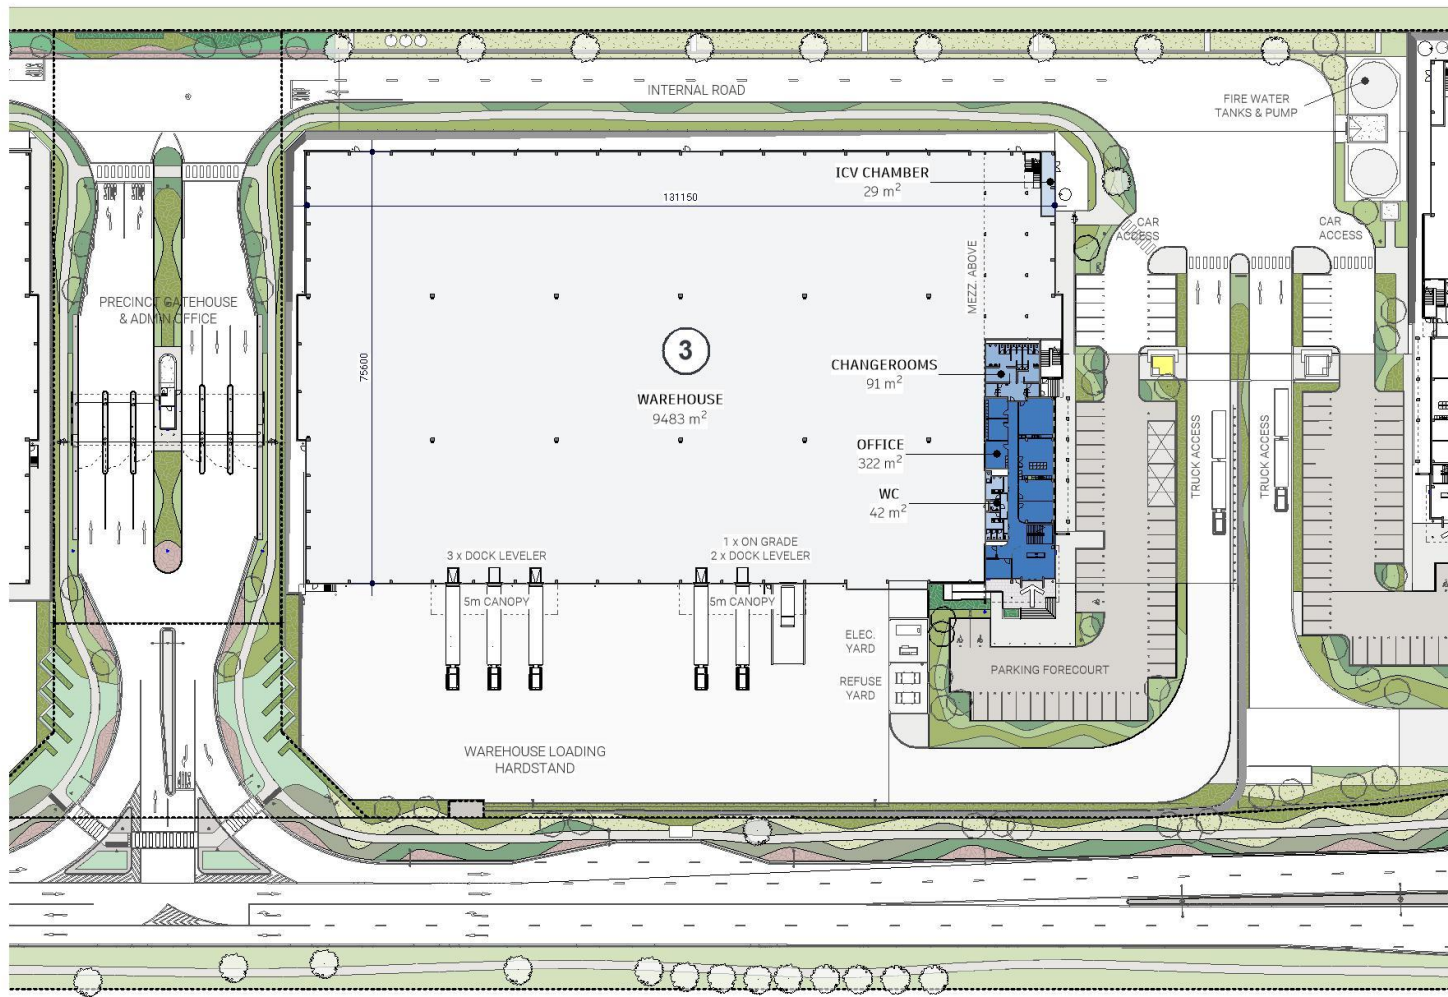 INTERNAL ROAD
FIRE WATER
TANKS & PUMP
ICV CHAMBER
29 m²
131150
CAR
ACCESS
CAR
ACCESS
MEZZ. ABOVE
PRECINCT GATEHOUSE
& ADMIN OFFICE
3
75600
CHANGEROOMS
91 m²
WAREHOUSE
9483 m²
OFFICE
322 m²
TRUCK ACCESS
TRUCK ACCESS
WC
42 m²
3 x DOCK LEVELER
1 x ON GRADE
2 x DOCK LEVELER
5m CANOPY
5m CANOPY
ELEC.
YARD
PARKING FORECOURT
REFUSE
YARD
WAREHOUSE LOADING
HARDSTAND
STOP
STOP